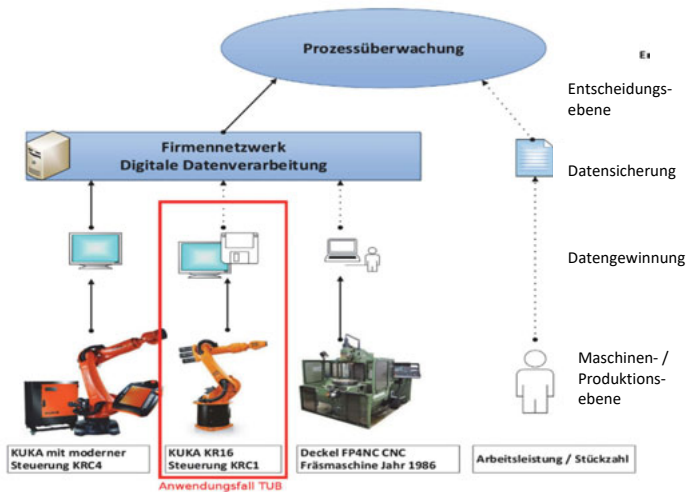 Prozessüberwachung
Entscheidungs-
ebene
Firmennetzwerk
Digitale Datenverarbeitung
Datensicherung
Datengewinnung
Maschinen- /
Produktions-
ebene
KUKA mit moderner
Steuerung KRC4
KUKA KR16
Steuerung KRC1
Deckel FP4NC CNC
Fräsmaschine Jahr 1986
Arbeitsleistung / Stückzahl
Anwendungsfall TUB